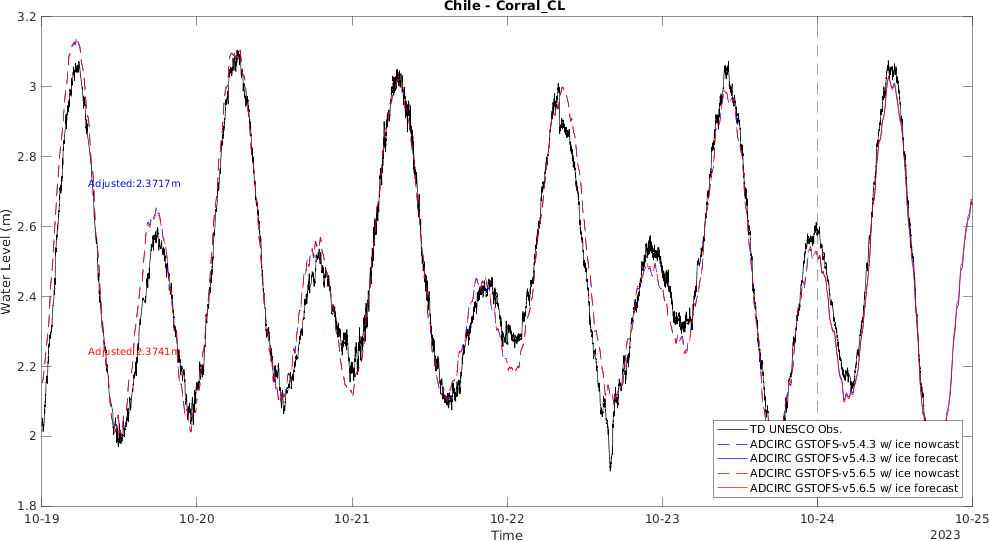 Chile - Corral_CL
3.2
3
2.8
2.6
2.4
2.2
2
1.8
Water Level (m)
Adjusted:2.3717m
Adjusted:2.3741m
TD UNESCO Obs.
ADCIRC GSTOFS-v5.4.3 w/ ice nowcast
ADCIRC GSTOFS-v5.4.3 w/ ice forecast
ADCIRC GSTOFS-v5.6.5 w/ ice nowcast
ADCIRC GSTOFS-v5.6.5 w/ ice forecast
10-19 10-20 10-21 10-22 10-23 10-24 10-25
Time
2023